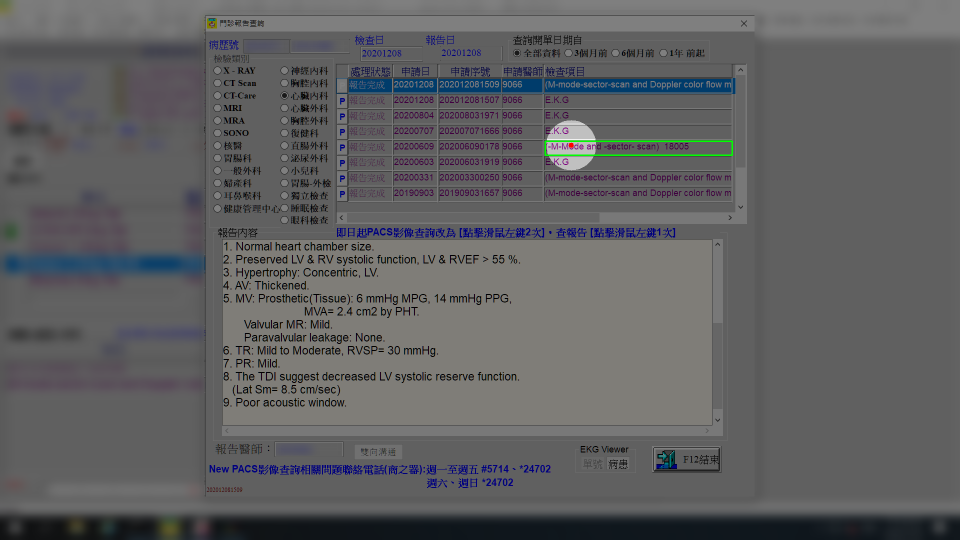 門診報告查詢
病歷號
檢查日 報告日
20201208 20201208
查詢開單日期自
全部資料 3個月前 6個月前 1年 前起
檢驗類別
X - RAY 神經內科
CT Scan 胸腔內科
CT-Care 心臟內科
MRI 心臟外科
MRA 胸腔外科
SONO 復健科
核醫 直腸外科
胃腸科 泌尿外科
一般外科 小兒科
婦產科 胃腸-外檢
耳鼻喉科 獨立檢查
健康管理中心 睡眠檢查
眼科檢查
處理狀態 申請日 申請序號 申請醫師 檢查項目
報告完成 20201208 202012081509 9066 (M-mode-sector-scan and Doppler color flow m
P 報告完成 20201208 202012081507 9066 E.K.G
P 報告完成 20200804 202008031971 9066 E.K.G
P 報告完成 20200707 202007071666 9066 E.K.G
P 報告完成 20200609 202006090178 9066 (-M-Mode and -sector- scan) 18005
P 報告完成 20200603 202006031919 9066 E.K.G
P 報告完成 20200331 202003300250 9066 (M-mode-sector-scan and Doppler color flow m
P 報告完成 20190903 201909031657 9066 (M-mode-sector-scan and Doppler color flow m
報告內容
即日起PACS影像查詢改為 [點擊滑鼠左鍵2次]，查報告 [點擊滑鼠左鍵1次]
1. Normal heart chamber size.
2. Preserved LV & RV systolic function, LV & RVEF > 55 %.
3. Hypertrophy: Concentric, LV.
4. AV: Thickened.
5. MV: Prosthetic(Tissue): 6 mmHg MPG, 14 mmHg PPG,
MVA= 2.4 cm2 by PHT.
Valvular MR: Mild.
Paravalvular leakage: None.
6. TR: Mild to Moderate, RVSP= 30 mmHg.
7. PR: Mild.
8. The TDI suggest decreased LV systolic reserve function.
(Lat Sm= 8.5 cm/sec)
9. Poor acoustic window.
報告醫師：
雙向溝通
EKG Viewer
單號 病患
F12結束
New PACS影像查詢相關問題聯絡電話(商之器):週一至週五 #5714、*24702
週六、週日 *24702
202012081509